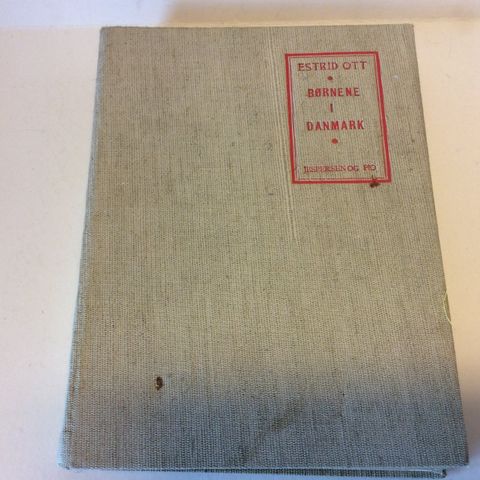 ESTRID OTT
BØRNENE
I
DANMARK
JESPERSEN OG PIO